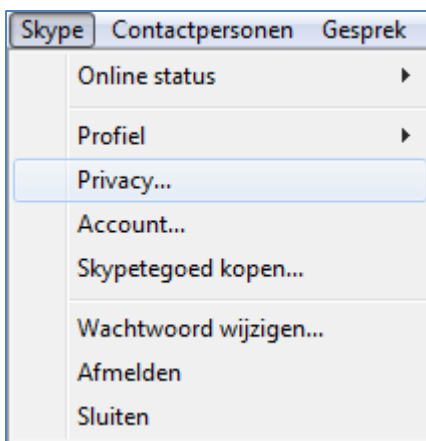 Skype Contactpersonen Gesprek
Online status
Profiel
Privacy...
Account...
Skypetegoed kopen...
Wachtwoord wijzigen...
Afmelden
Sluiten